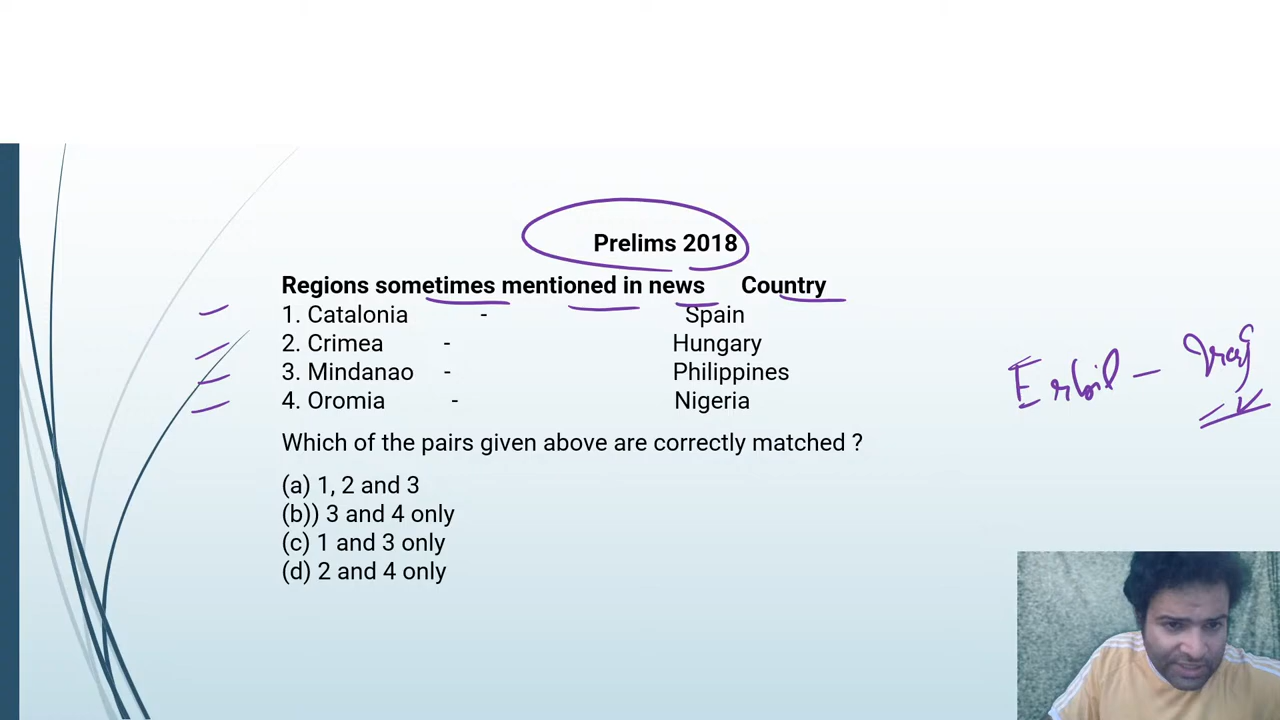 Prelims 2018
Regions sometimes mentioned in news Country
1. Catalonia - Spain
2. Crimea - Hungary
3. Mindanao - Philippines
4. Oromia - Nigeria
Erbil - Iraq
Which of the pairs given above are correctly matched ?
(a) 1, 2 and 3
(b)) 3 and 4 only
(c) 1 and 3 only
(d) 2 and 4 only